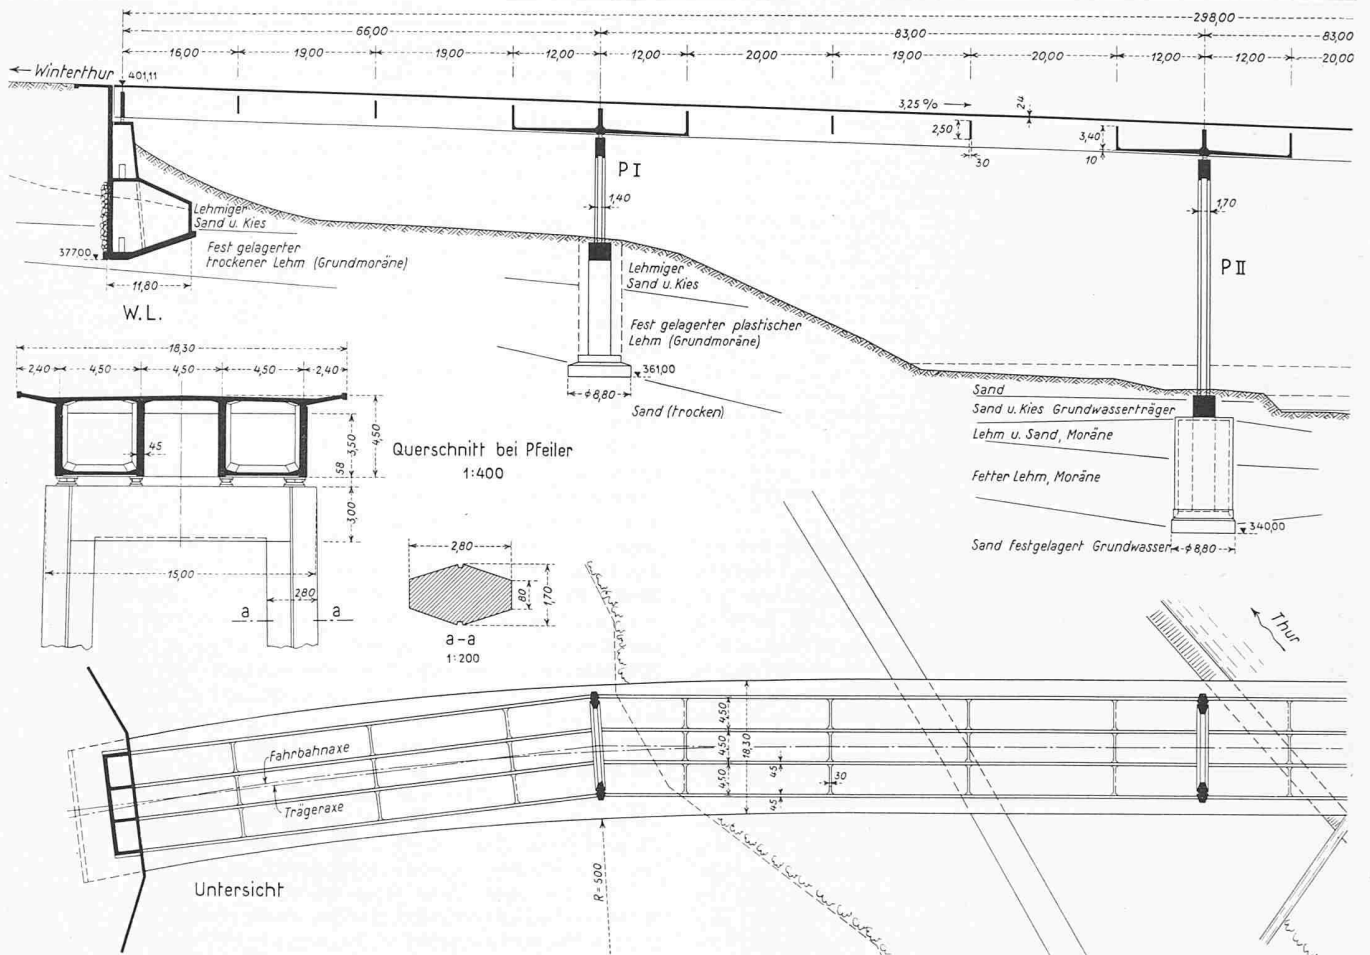 298,00
66,00
83,00
83,00
16,00 19,00 19,00 12,00 12,00 20,00 19,00 20,00 12,00 12,00 20,00
Winterthur
401,11
3,25 %
24
2,50
30
3,40
10
P I
1,40
1,70
P II
Lehmiger
Sand u. Kies
Fest gelagerter
trockener Lehm (Grundmoräne)
377,00
11,80
W.L.
Lehmiger
Sand u. Kies
Fest gelagerter plastischer
Lehm (Grundmoräne)
361,00
ϕ 8,80
Sand (trocken)
Sand
Sand u. Kies Grundwasserträger
Lehm u. Sand, Moräne
Fetter Lehm, Moräne
340,00
Sand festgelagert Grundwasser
ϕ 8,80
18,30
2,40 4,50 4,50 4,50 2,40
45
58
3,50
4,50
3,00
15,00
280
a a
Querschnitt bei Pfeiler
1:400
2,80
80
1,70
a-a
1:200
Thur
Fahrbahnaxe
Trägeraxe
4,50
4,50
4,50
18,30
45
45
30
R=500
Untersicht